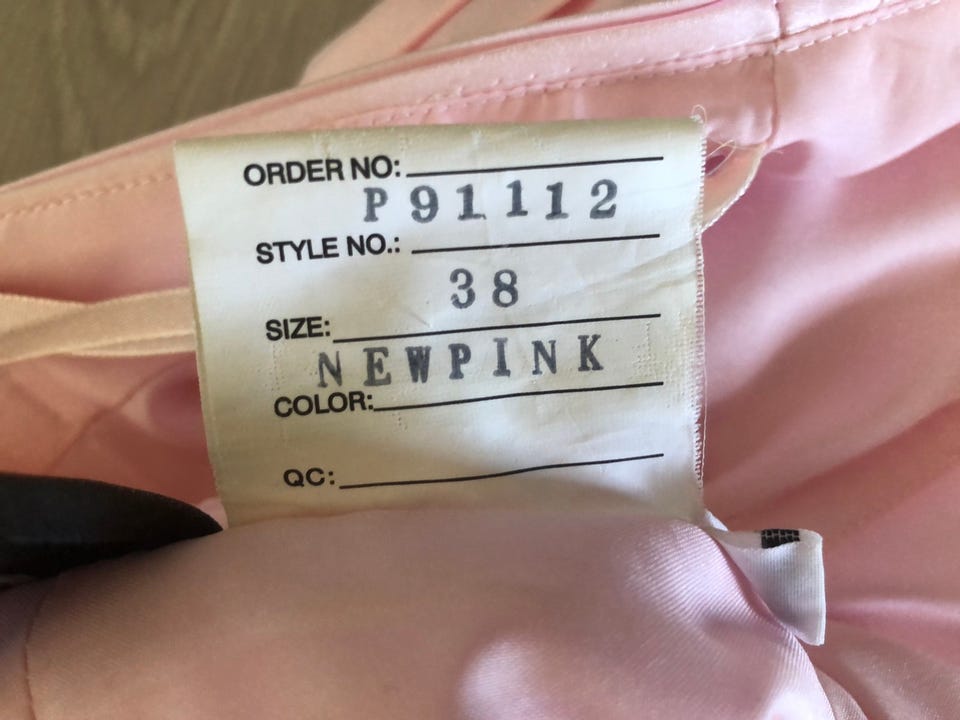 ORDER NO:
P91112
STYLE NO.:
38
SIZE:
NEWPINK
COLOR:
QC: